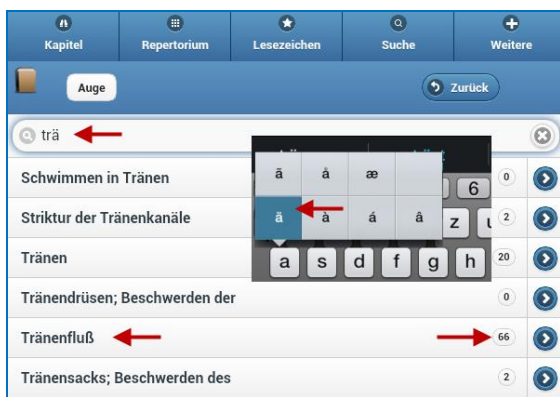 Kapitel Repertorium Lesezeichen Suche Weitere
Auge Zurück
trä
Schwimmen in Tränen 0
Striktur der Tränenkanäle 2
Tränen 20
Tränendrüsen; Beschwerden der 0
Tränenfluß 66
Tränensacks; Beschwerden des 2
ã å æ
à á â
6
z
a s d f g h